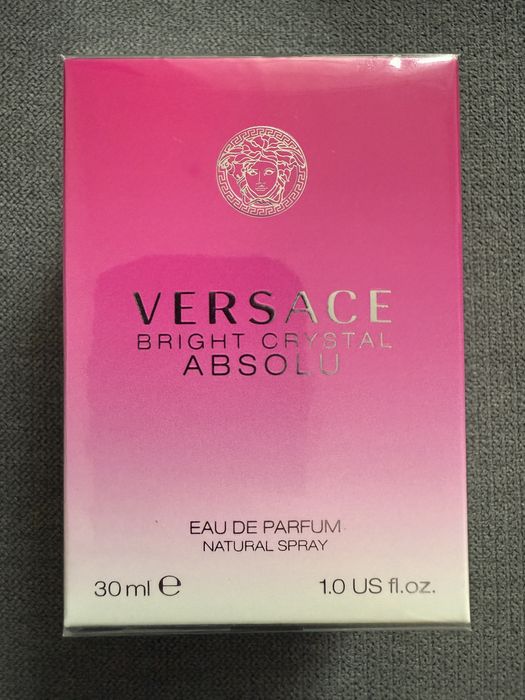 VERSACE
BRIGHT CRYSTAL
ABSOLU
EAU DE PARFUM
NATURAL SPRAY
30 ml ℮ 1.0 US fl.oz.